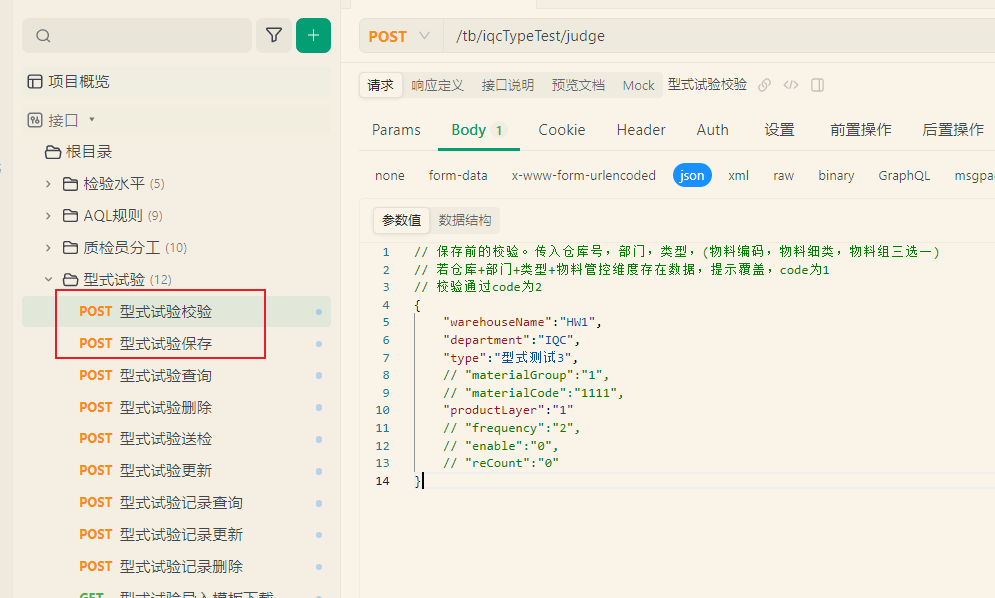 项目概览
接口
根目录
检验水平 (5)
AQL规则 (9)
质检员分工 (10)
型式试验 (12)
POST 型式试验校验
POST 型式试验保存
POST 型式试验查询
POST 型式试验删除
POST 型式试验送检
POST 型式试验更新
POST 型式试验记录查询
POST 型式试验记录更新
POST 型式试验记录删除
GET 型式试验导入模板下载
POST /tb/iqcTypeTest/judge
请求 响应定义 接口说明 预览文档 Mock 型式试验校验
Params Body 1 Cookie Header Auth 设置 前置操作 后置操作
none form-data x-www-form-urlencoded json xml raw binary GraphQL msgpa
参数值 数据结构
1 // 保存前的校验。传入仓库号，部门，类型，(物料编码，物料细类，物料组三选一)
2 // 若仓库+部门+类型+物料管控维度存在数据，提示覆盖，code为1
3 // 校验通过code为2
4 {
5 "warehouseName":"HW1",
6 "department":"IQC",
7 "type":"型式测试3",
8 // "materialGroup":"1",
9 // "materialCode":"1111",
10 "productLayer":"1"
11 // "frequency":"2",
12 // "enable":"0",
13 // "reCount":"0"
14 }